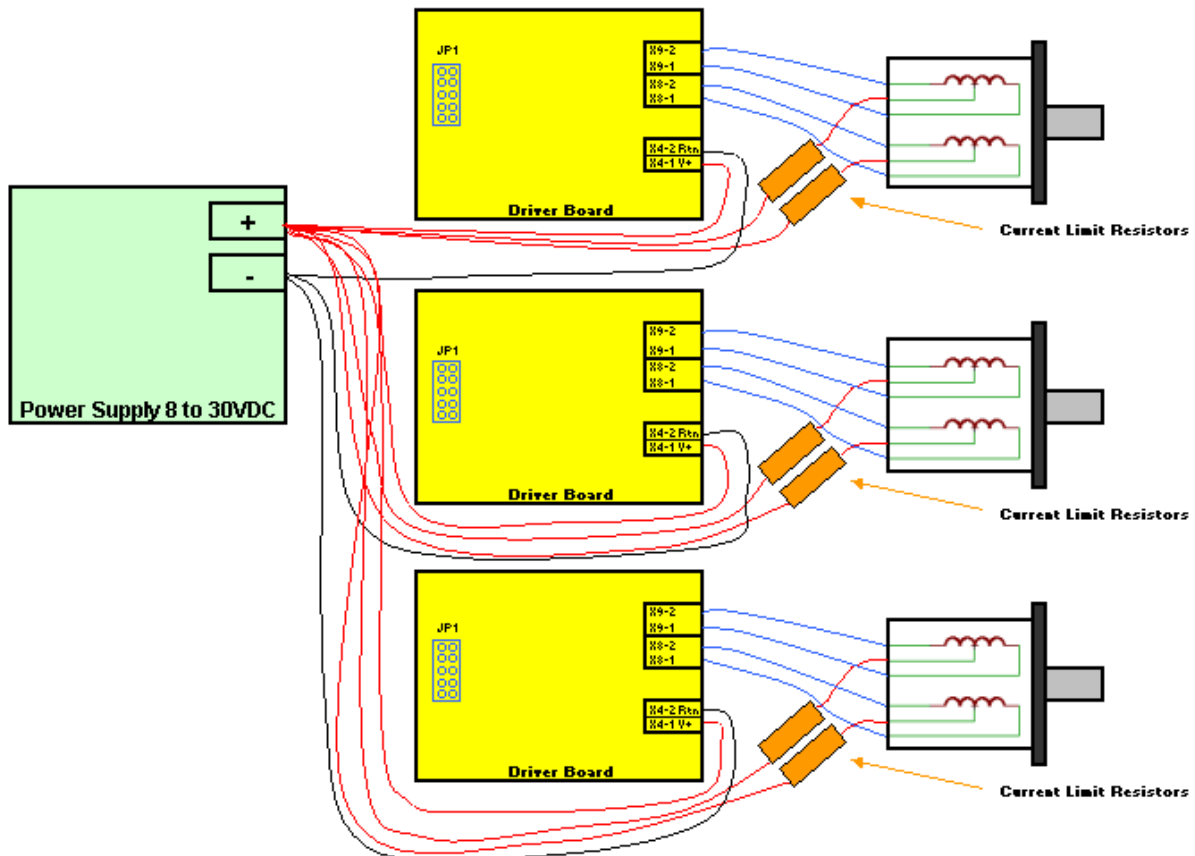 JP1
X9-2
X9-1
X8-2
X8-1
X4-2 Rtn
X4-1 V+
Driver Board
Current Limit Resistors
+
-
Power Supply 8 to 30VDC
JP1
X9-2
X9-1
X8-2
X8-1
X4-2 Rtn
X4-1 V+
Driver Board
Current Limit Resistors
JP1
X9-2
X9-1
X8-2
X8-1
X4-2 Rtn
X4-1 V+
Driver Board
Current Limit Resistors